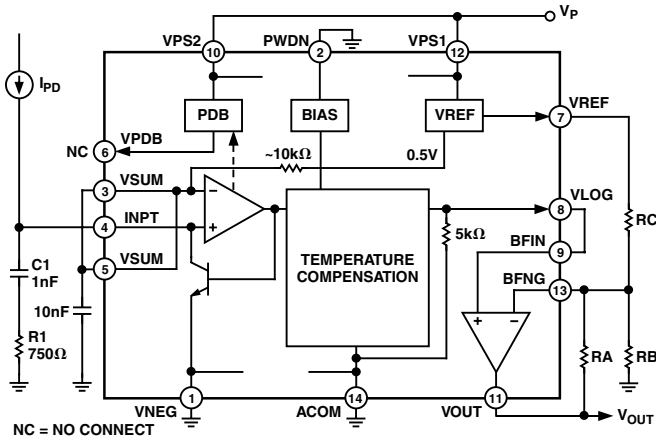 V_P
VPS2
PWDN
VPS1
10
2
12
I_PD
PDB
BIAS
VREF
7
VREF
VPDB
NC
6
~10kΩ
0.5V
VSUM
3
−
VLOG
8
INPT
4
+
5kΩ
RC
BFIN
9
VSUM
5
TEMPERATURE
COMPENSATION
C1
1nF
BFNG
13
10nF
+
−
R1
750Ω
RA
RB
1
14
11
VNEG
ACOM
VOUT
V_OUT
NC = NO CONNECT